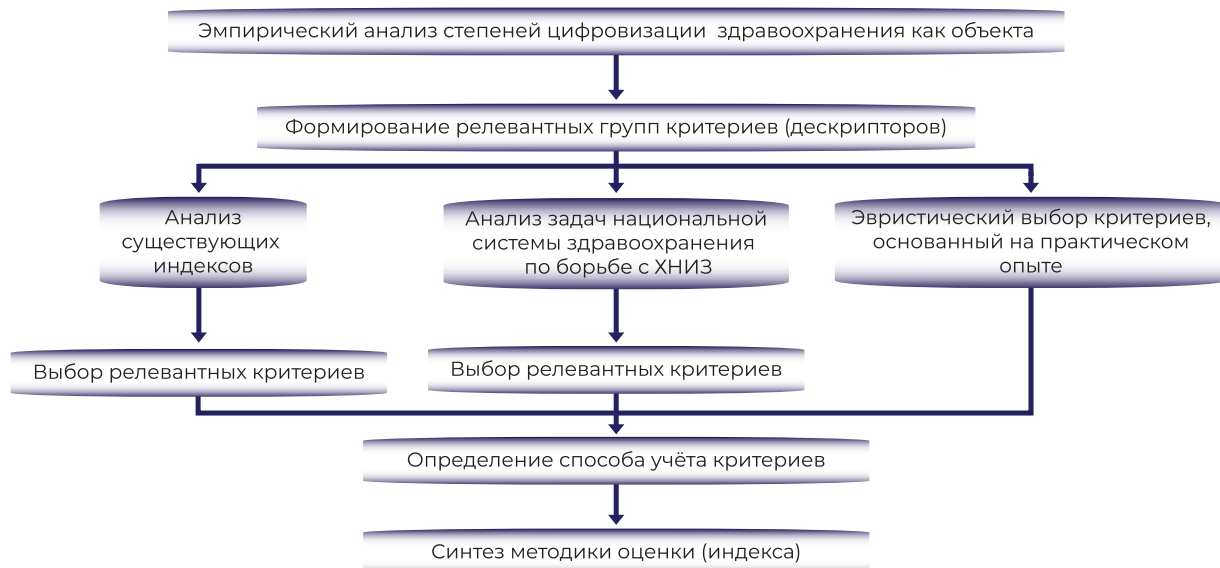 Эмпирический анализ степеней цифровизации здравоохранения как объекта
Формирование релевантных групп критериев (дескрипторов)
Анализ
существующих
индексов
Анализ задач национальной
системы здравоохранения
по борьбе с ХНИЗ
Эвристический выбор критериев,
основанный на практическом
опыте
Выбор релевантных критериев
Выбор релевантных критериев
Определение способа учёта критериев
Синтез методики оценки (индекса)